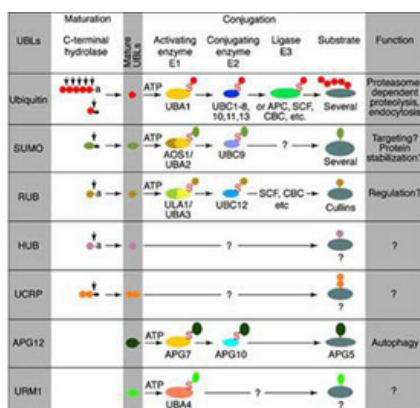 Maturation
Conjugation
UBLs
C-terminal
hydrolase
Mature
UBLs
Activating
enzyme
E1
Conjugating
enzyme
E2
Ligase
E3
Substrate
Function
Ubiquitin
a
ATP
S
S
S
UBA1
UBC1-8,
10,11,13
or APC, SCF,
CBC, etc.
Several
Proteasome
dependent
proteolysis,
endocytosis
SUMO
ATP
S
S
AOS1/
UBA2
UBC9
?
Several
Targeting?
Protein
stabilization?
RUB
a
ATP
S
S
ULA1/
UBA3
UBC12
SCF, CBC
etc
Cullins
Regulation?
HUB
a
?
?
?
UCRP
?
?
?
APG12
ATP
S
S
APG7
APG10
APG5
Autophagy
URM1
ATP
S
UBA4
?
?
?